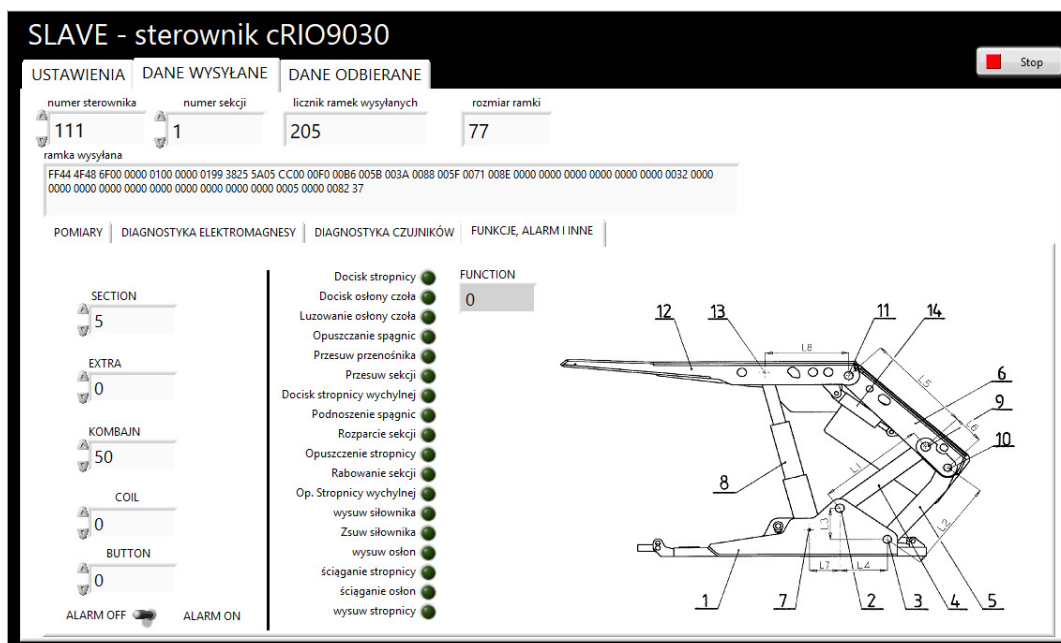 SLAVE - sterownik cRIO9030
Stop
USTAWIENIA DANE WYSYŁANE DANE ODBIERANE
numer sterownika numer sekcji licznik ramek wysyłanych rozmiar ramki
111 1 205 77
ramka wysyłana
FF44 4F48 6F00 0000 0100 0000 0199 3825 5A05 CC00 00F0 00B6 005B 003A 0088 005F 0071 008E 0000 0000 0000 0000 0000 0000 0000 0032 0000
0000 0000 0000 0000 0000 0000 0000 0000 0000 0000 0005 0000 0082 37
POMIARY DIAGNOSTYKA ELEKTROMAGNESY DIAGNOSTYKA CZUJNIKÓW FUNKCJE, ALARM I INNE
SECTION
5
EXTRA
0
KOMBAJN
50
COIL
0
BUTTON
0
ALARM OFF ALARM ON
Docisk stropnicy
Docisk osłony czoła
Luzowanie osłony czoła
Opuszczanie spągnic
Przesuw przenośnika
Przesuw sekcji
Docisk stropnicy wychylnej
Podnoszenie spągnic
Rozparcie sekcji
Opuszczenie stropnicy
Rabowanie sekcji
Op. Stropnicy wychylnej
wysuw siłownika
Zsuw siłownika
wysuw osłon
ściąganie stropnicy
ściąganie osłon
wysuw stropnicy
FUNCTION
0
12 13 11 14
L8
L5
6
9
L6
10
L1
8
L2
L3
L7 L4
1 7 2 3 4 5